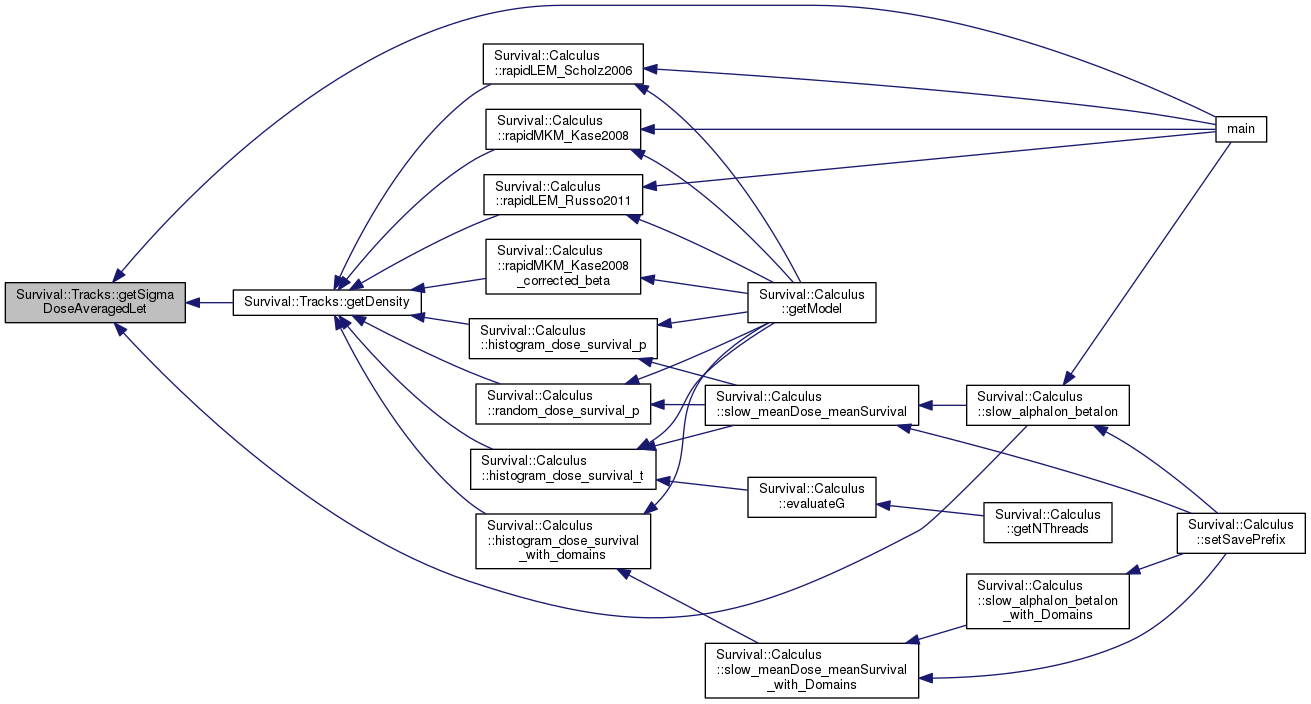 Survival::Tracks::getSigma
DoseAveragedLet
Survival::Tracks::getDensity
Survival::Calculus
::rapidLEM_Scholz2006
Survival::Calculus
::rapidMKM_Kase2008
Survival::Calculus
::rapidLEM_Russo2011
Survival::Calculus
::rapidMKM_Kase2008
_corrected_beta
Survival::Calculus
::histogram_dose_survival_p
Survival::Calculus
::random_dose_survival_p
Survival::Calculus
::histogram_dose_survival_t
Survival::Calculus
::histogram_dose_survival
_with_domains
Survival::Calculus
::getModel
Survival::Calculus
::slow_meanDose_meanSurvival
Survival::Calculus
::evaluateG
Survival::Calculus
::slow_meanDose_meanSurvival
_with_Domains
main
Survival::Calculus
::slow_alphaIon_betaIon
Survival::Calculus
::getNThreads
Survival::Calculus
::slow_alphaIon_betaIon
_with_Domains
Survival::Calculus
::setSavePrefix